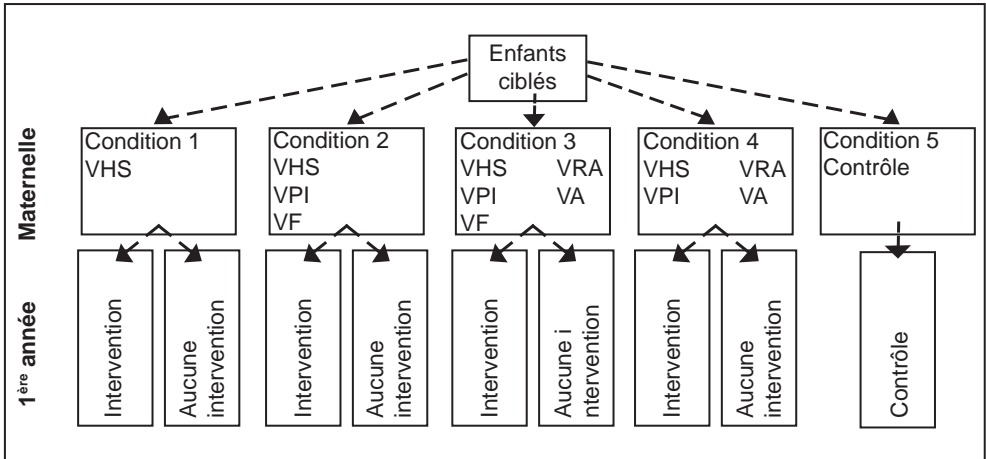 Enfants
ciblés
Maternelle
Condition 1
VHS
Condition 2
VHS
VPI
VF
Condition 3
VHS VRA
VPI VA
VF
Condition 4
VHS VRA
VPI VA
Condition 5
Contrôle
1ère année
Intervention
Aucune
intervention
Intervention
Aucune
intervention
Intervention
Aucune i
ntervention
Intervention
Aucune
intervention
Contrôle